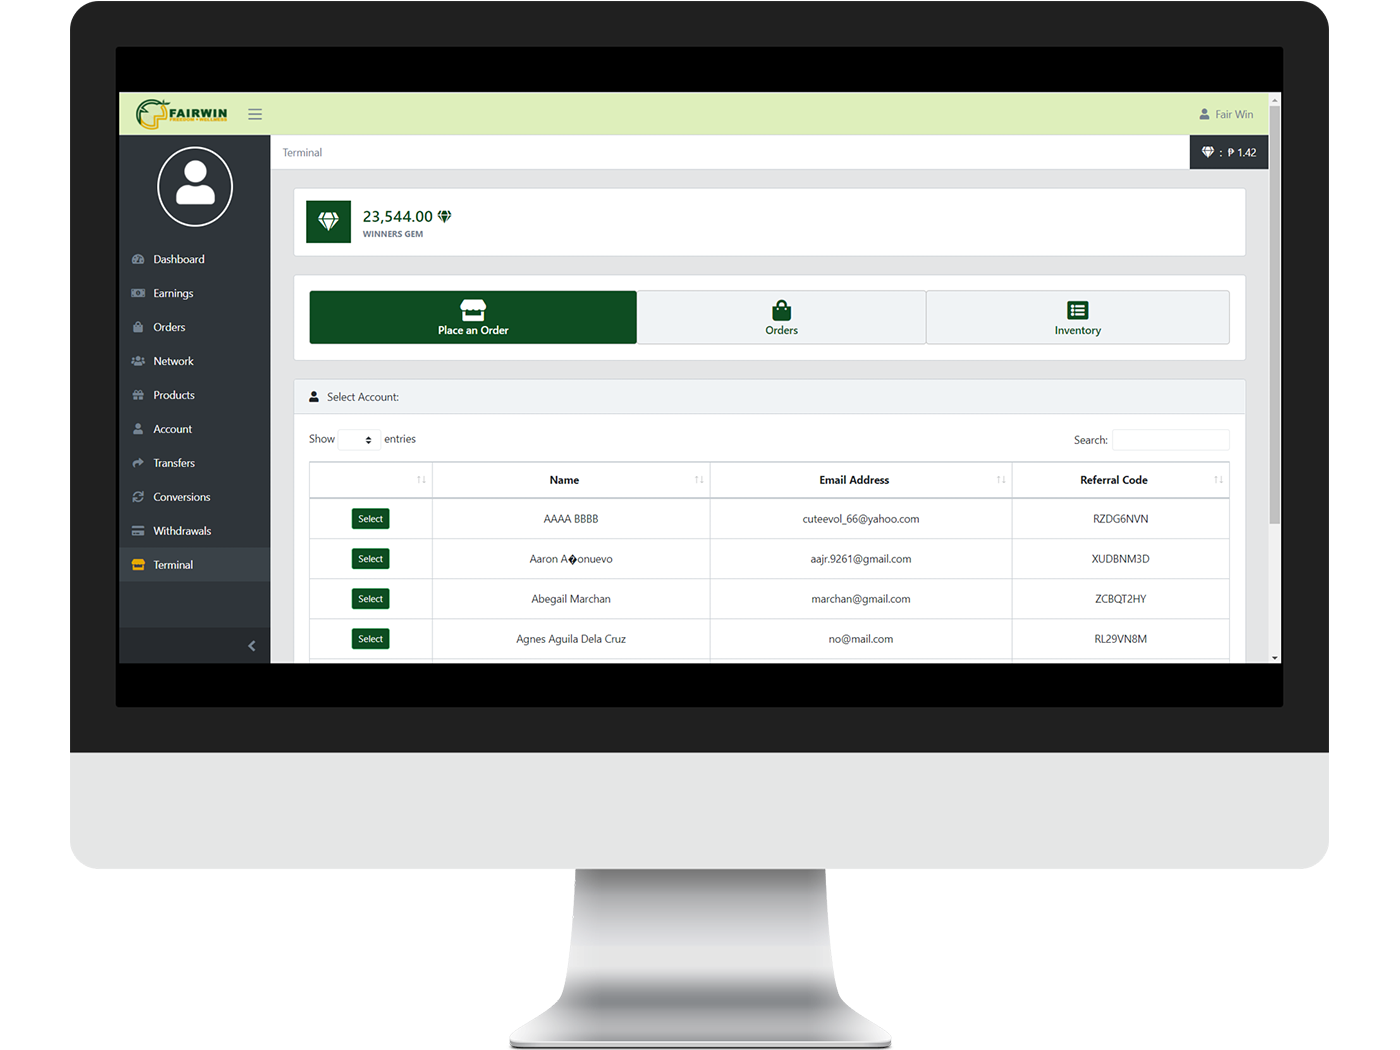 FAIRWIN
FREEDOM • WELLNESS
Fair Win
Terminal
: ₱ 1.42
23,544.00
WINNERS GEM
Dashboard
Earnings
Orders
Network
Products
Account
Transfers
Conversions
Withdrawals
Terminal
Place an Order
Orders
Inventory
Select Account:
Show entries
Search:
Name Email Address Referral Code
Select AAAA BBBB cuteevol_66@yahoo.com RZDG6NVN
Select Aaron A�onuevo aajr.9261@gmail.com XUDBNM3D
Select Abegail Marchan marchan@gmail.com ZCBQT2HY
Select Agnes Aguila Dela Cruz no@mail.com RL29VN8M